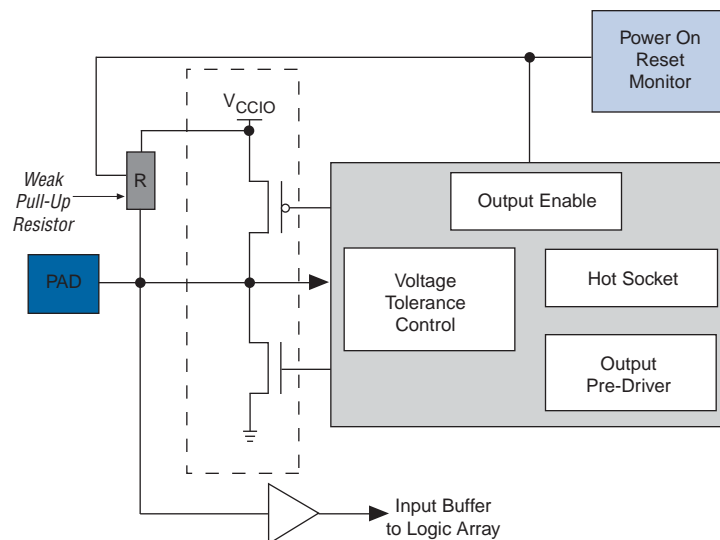 Power On
Reset
Monitor
VCCIO
R
Weak
Pull-Up
Resistor
Output Enable
PAD
Voltage
Tolerance
Control
Hot Socket
Output
Pre-Driver
Input Buffer
to Logic Array